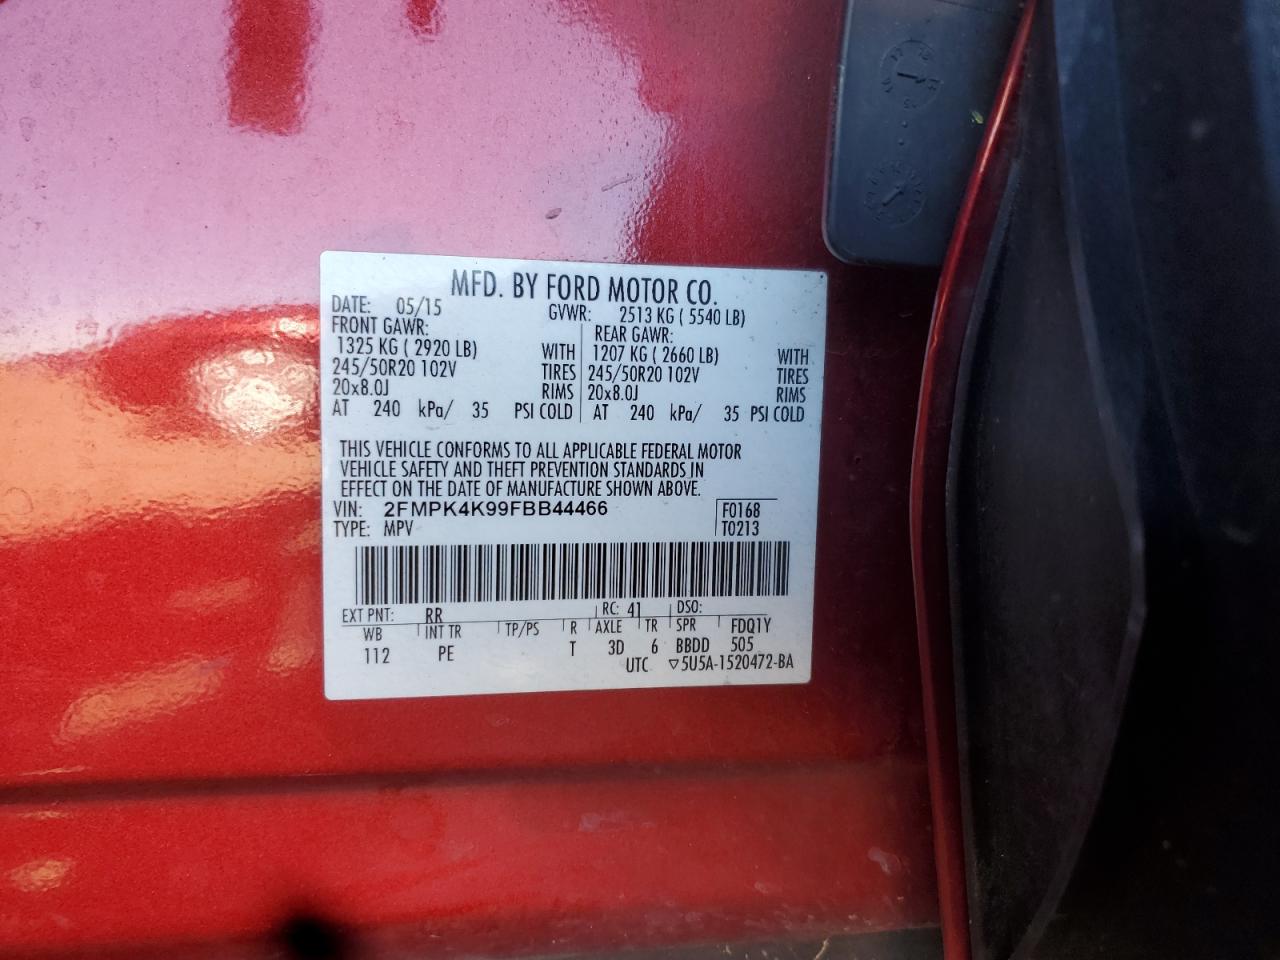 MFD. BY FORD MOTOR CO.
DATE: 05/15 GVWR: 2513 KG ( 5540 LB)
FRONT GAWR: REAR GAWR:
1325 KG ( 2920 LB) WITH 1207 KG ( 2660 LB) WITH
245/50R20 102V TIRES 245/50R20 102V TIRES
20x8.0J RIMS 20x8.0J RIMS
AT 240 kPa/ 35 PSI COLD AT 240 kPa/ 35 PSI COLD
THIS VEHICLE CONFORMS TO ALL APPLICABLE FEDERAL MOTOR
VEHICLE SAFETY AND THEFT PREVENTION STANDARDS IN
EFFECT ON THE DATE OF MANUFACTURE SHOWN ABOVE.
VIN: 2FMPK4K99FBB44466 F0168
TYPE: MPV T0213
EXT PNT: RR RC: 41 DSO:
WB INT TR TP/PS R AXLE TR SPR FDQ1Y
112 PE T 3D 6 BBDD 505
UTC ▽5U5A-1520472-BA